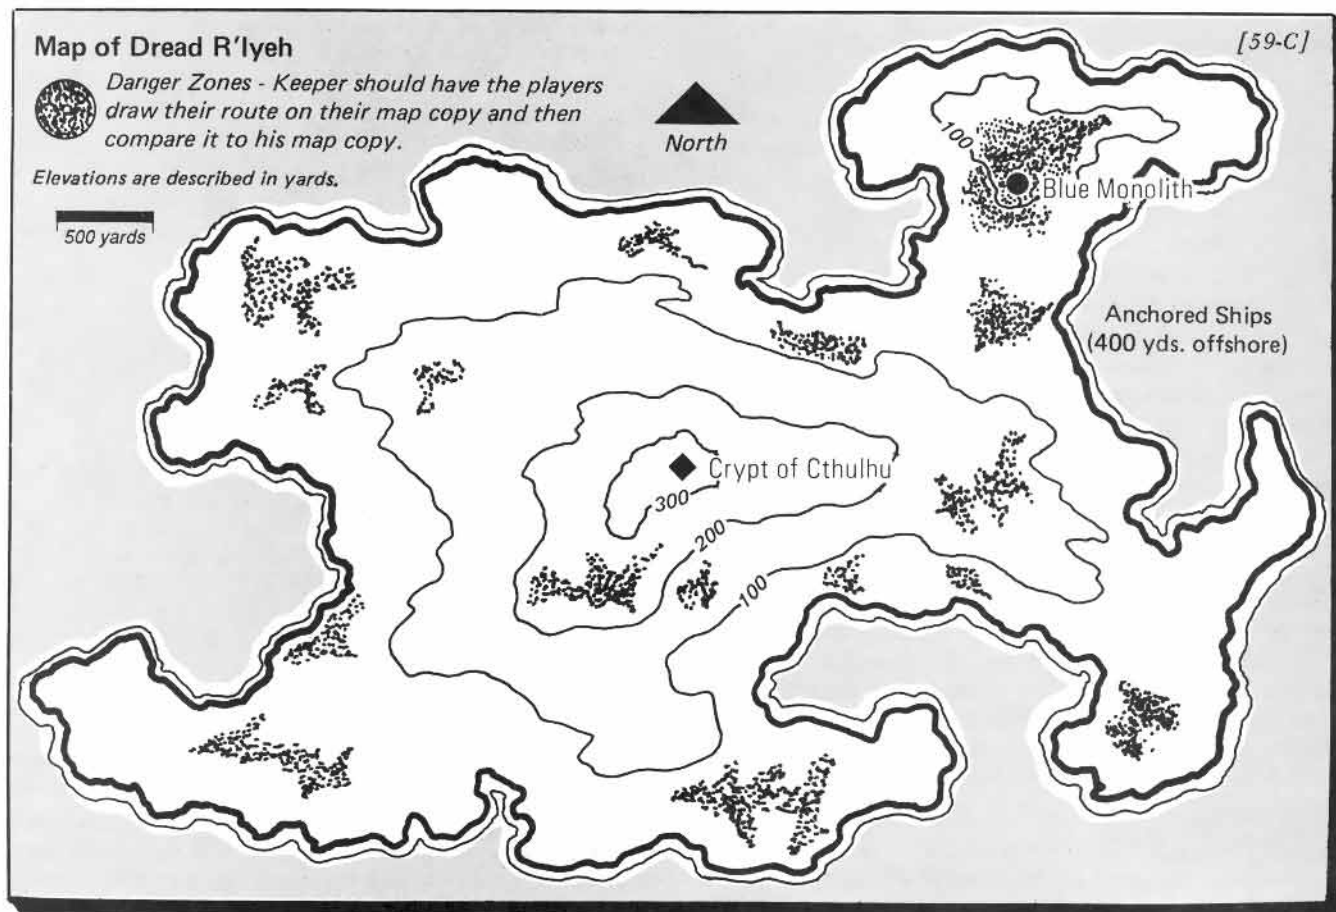 Map of Dread R'lyeh
[59-C]
Danger Zones - Keeper should have the players
draw their route on their map copy and then
compare it to his map copy.
North
Elevations are described in yards.
500 yards
100
Blue Monolith
Anchored Ships
(400 yds. offshore)
Crypt of Cthulhu
300
200
100